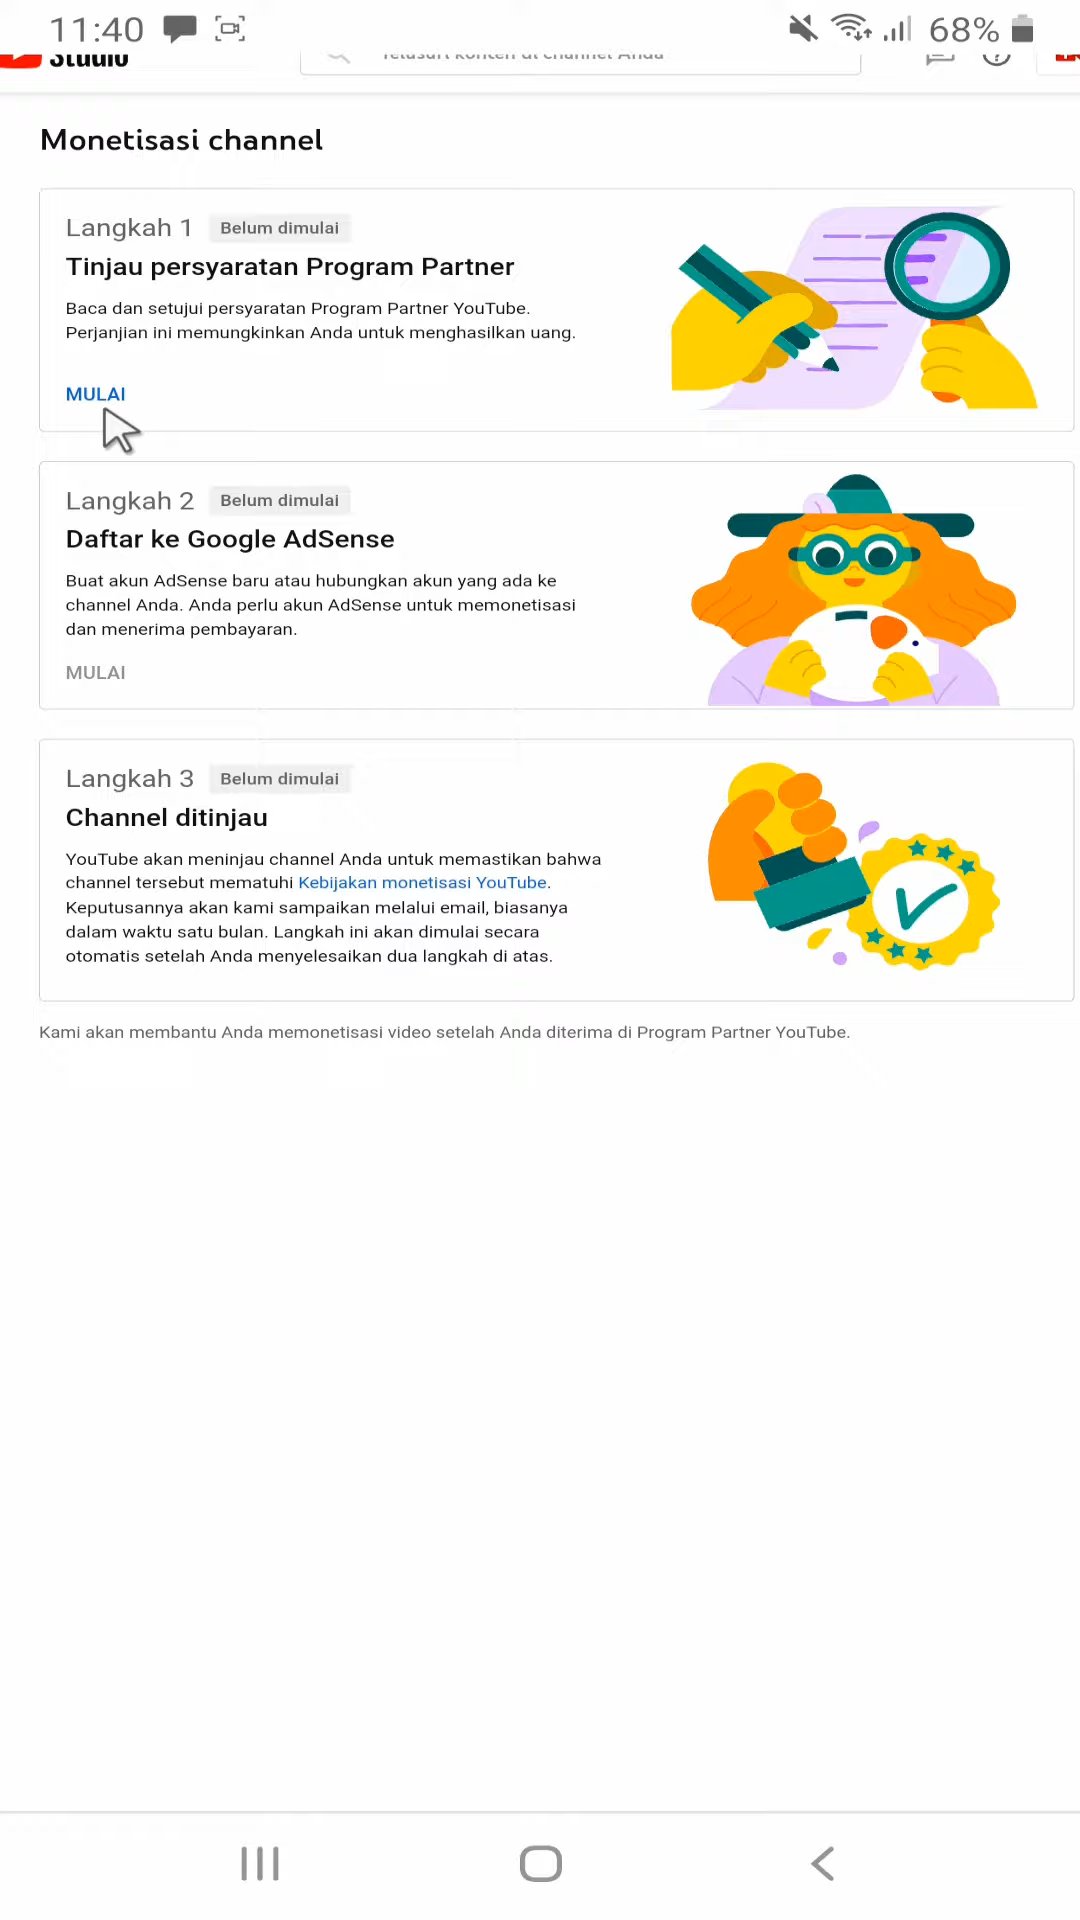 11:40
68%
Studio
Telusuri konten di channel Anda
Monetisasi channel
Langkah 1 Belum dimulai
Tinjau persyaratan Program Partner
Baca dan setujui persyaratan Program Partner YouTube.
Perjanjian ini memungkinkan Anda untuk menghasilkan uang.
MULAI
Langkah 2 Belum dimulai
Daftar ke Google AdSense
Buat akun AdSense baru atau hubungkan akun yang ada ke
channel Anda. Anda perlu akun AdSense untuk memonetisasi
dan menerima pembayaran.
MULAI
Langkah 3 Belum dimulai
Channel ditinjau
YouTube akan meninjau channel Anda untuk memastikan bahwa
channel tersebut mematuhi Kebijakan monetisasi YouTube.
Keputusannya akan kami sampaikan melalui email, biasanya
dalam waktu satu bulan. Langkah ini akan dimulai secara
otomatis setelah Anda menyelesaikan dua langkah di atas.
Kami akan membantu Anda memonetisasi video setelah Anda diterima di Program Partner YouTube.